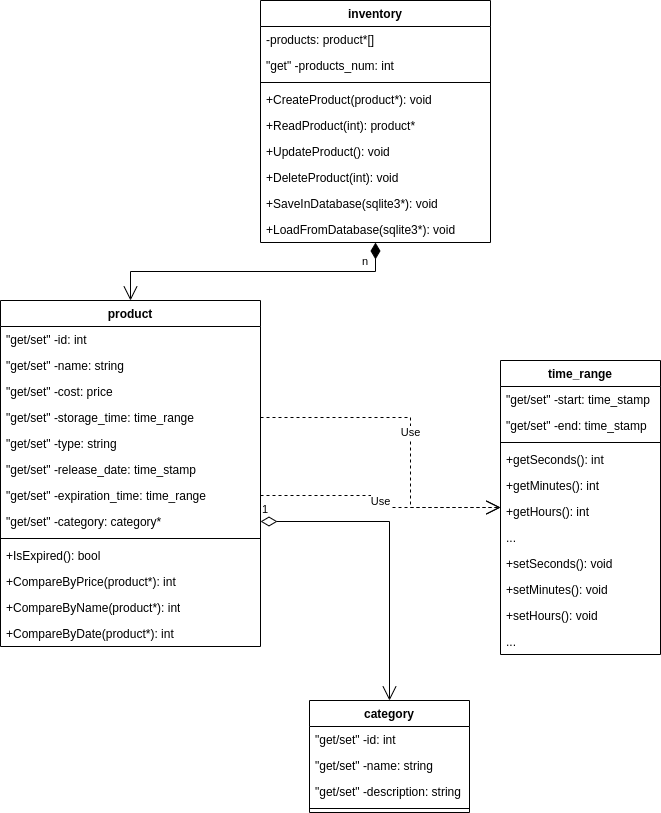 inventory
-products: product*[]
"get" -products_num: int
+CreateProduct(product*): void
+ReadProduct(int): product*
+UpdateProduct(): void
+DeleteProduct(int): void
+SaveInDatabase(sqlite3*): void
+LoadFromDatabase(sqlite3*): void
n
product
"get/set" -id: int
"get/set" -name: string
"get/set" -cost: price
"get/set" -storage_time: time_range
"get/set" -type: string
"get/set" -release_date: time_stamp
"get/set" -expiration_time: time_range
"get/set" -category: category*
+IsExpired(): bool
+CompareByPrice(product*): int
+CompareByName(product*): int
+CompareByDate(product*): int
Use
Use
1
time_range
"get/set" -start: time_stamp
"get/set" -end: time_stamp
+getSeconds(): int
+getMinutes(): int
+getHours(): int
...
+setSeconds(): void
+setMinutes(): void
+setHours(): void
...
category
"get/set" -id: int
"get/set" -name: string
"get/set" -description: string